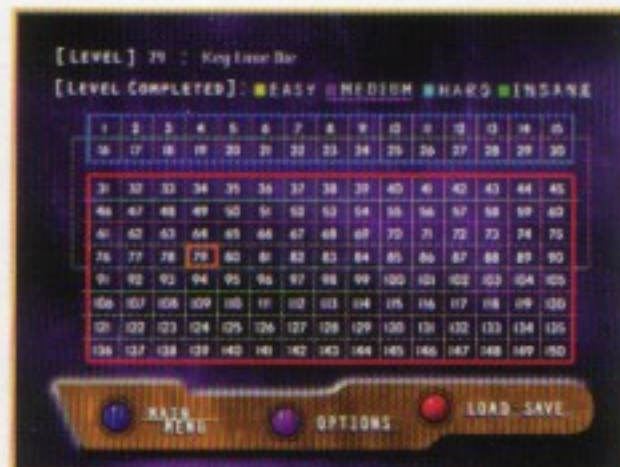 [LEVEL] 79 : Key Lime Die
[LEVEL COMPLETED]: EASY MEDIUM HARD INSANE
1 2 3 4 5 6 7 8 9 10 11 12 13 14 15
16 17 18 19 20 21 22 23 24 25 26 27 28 29 30
31 32 33 34 35 36 37 38 39 40 41 42 43 44 45
46 47 48 49 50 51 52 53 54 55 56 57 58 59 60
61 62 63 64 65 66 67 68 69 70 71 72 73 74 75
76 77 78 79 80 81 82 83 84 85 86 87 88 89 90
91 92 93 94 95 96 97 98 99 100 101 102 103 104 105
106 107 108 109 110 111 112 113 114 115 116 117 118 119 120
121 122 123 124 125 126 127 128 129 130 131 132 133 134 135
136 137 138 139 140 141 142 143 144 145 146 147 148 149 150
MAIN MENU
OPTIONS
LOAD SAVE